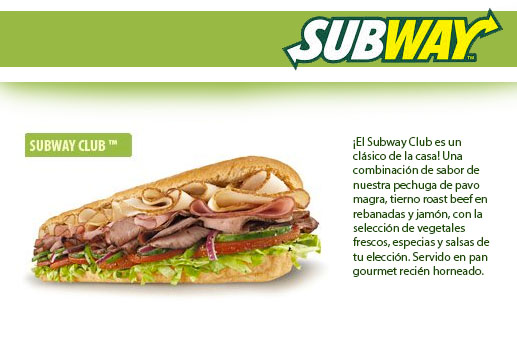 SUBWAY™
SUBWAY CLUB ™
¡El Subway Club es un
clásico de la casa! Una
combinación de sabor de
nuestra pechuga de pavo
magra, tierno roast beef en
rebanadas y jamón, con la
selección de vegetales
frescos, especias y salsas de
tu elección. Servido en pan
gourmet recién horneado.